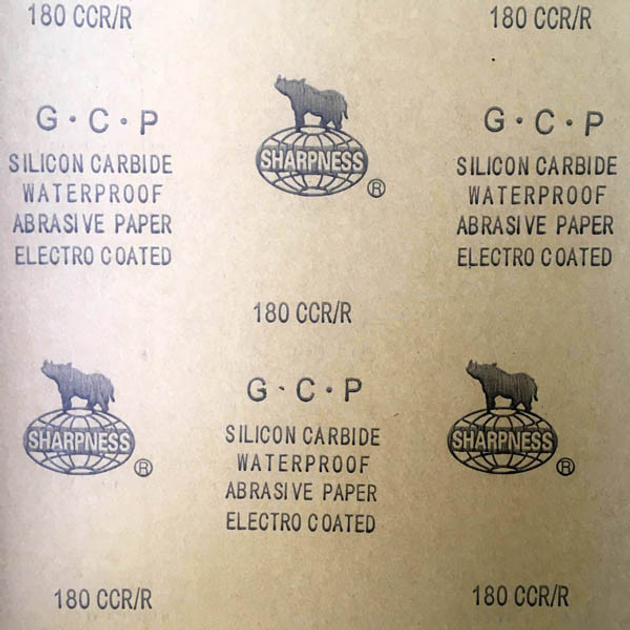 180 CCR/R
180 CCR/R
G·C·P
SILICON CARBIDE
WATERPROOF
ABRASIVE PAPER
ELECTRO COATED
SHARPNESS
®
G·C·P
SILICON CARBIDE
WATERPROOF
ABRASIVE PAPER
ELECTRO COATED
180 CCR/R
SHARPNESS
®
G·C·P
SILICON CARBIDE
WATERPROOF
ABRASIVE PAPER
ELECTRO COATED
SHARPNESS
®
180 CCR/R
180 CCR/R